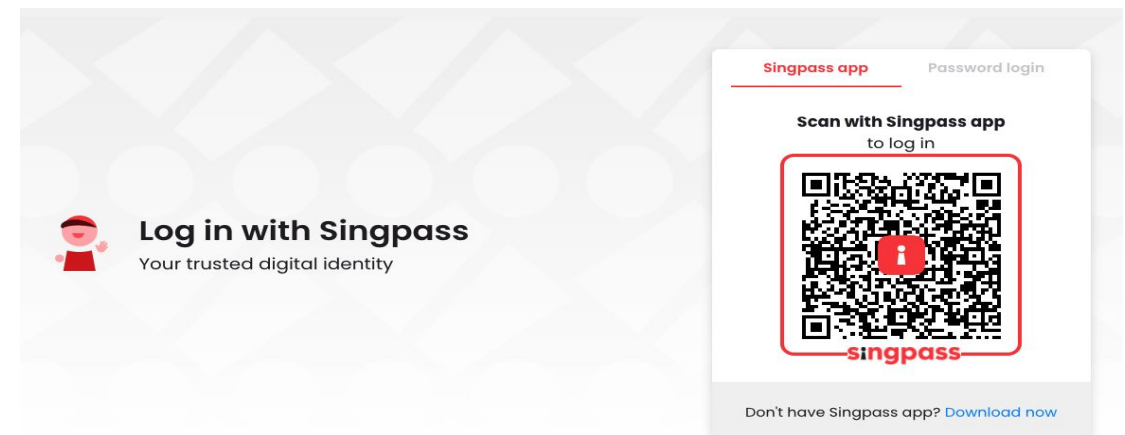 Log in with Singpass
Your trusted digital identity
Singpass app
Password login
Scan with Singpass app
to log in
singpass
Don't have Singpass app? Download now